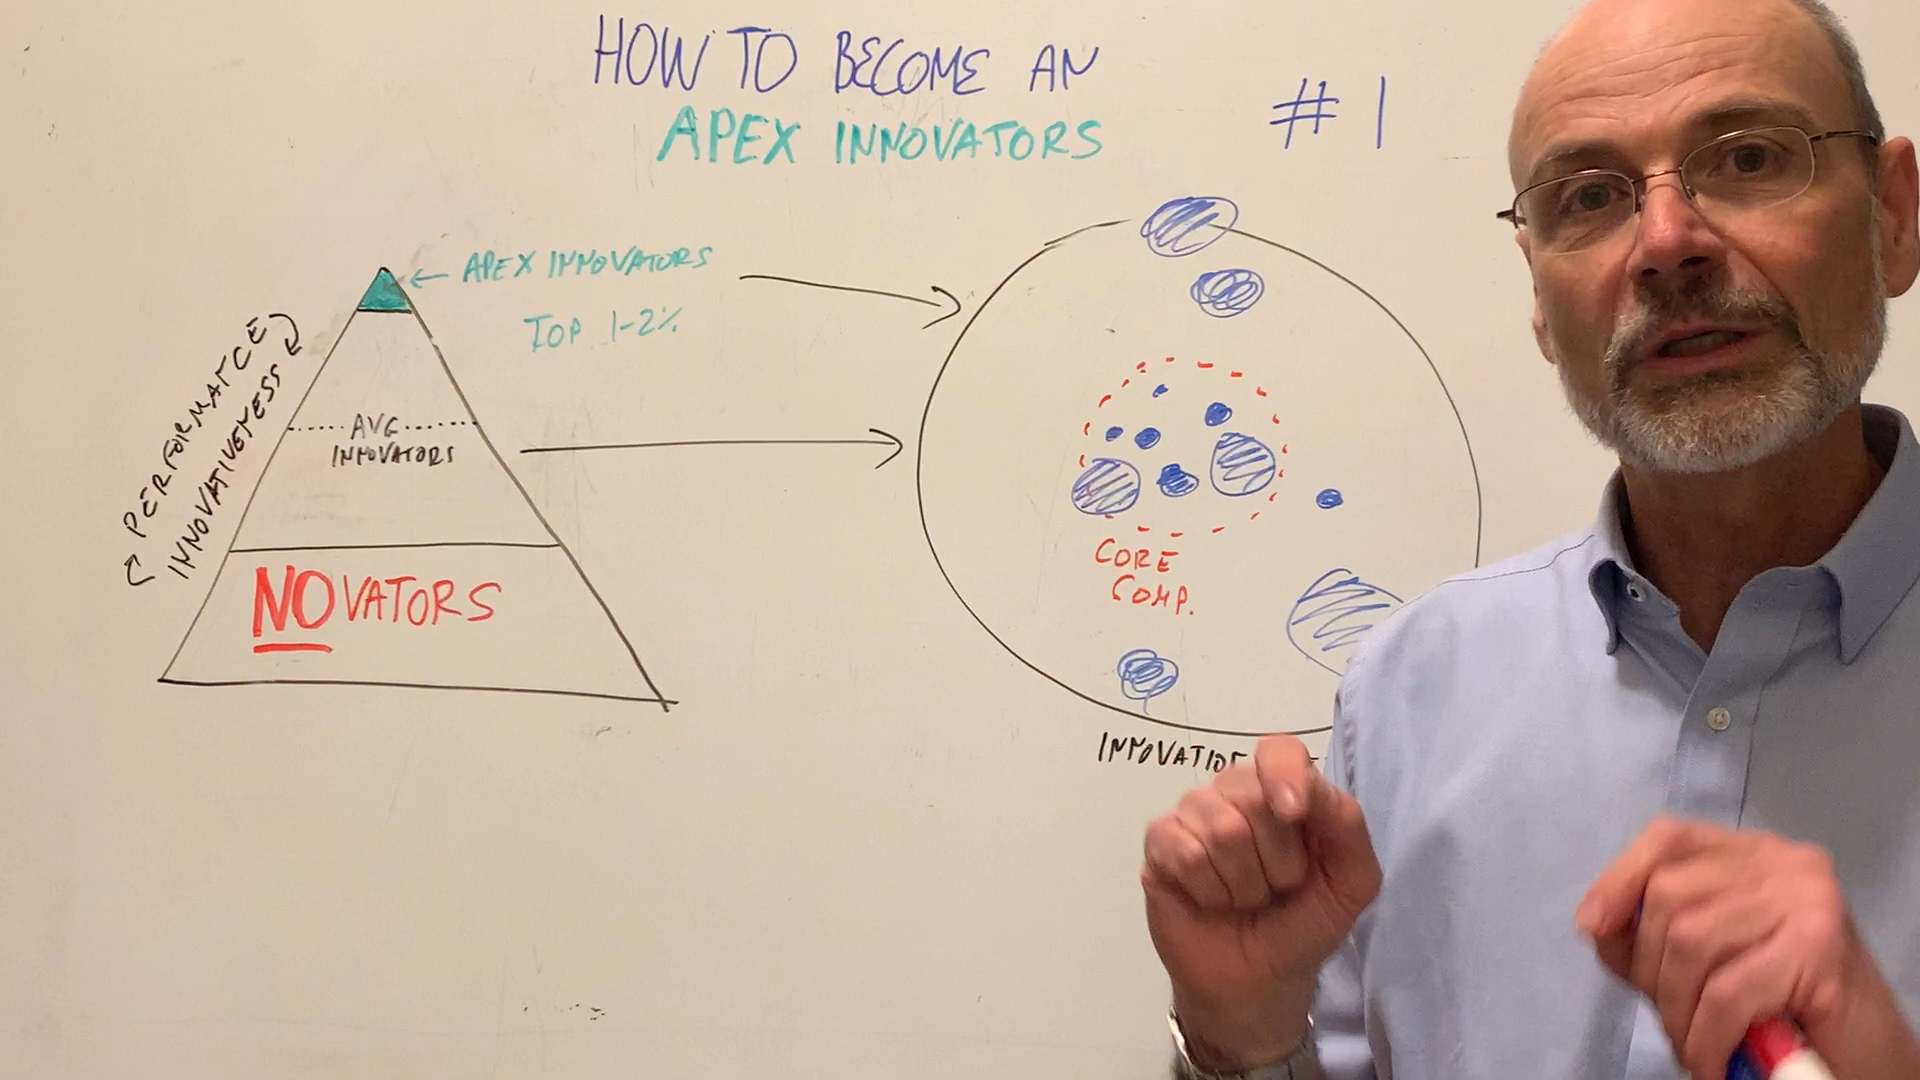 HOW TO BECOME AN
APEX INNOVATORS
# 1
← APEX INNOVATORS
TOP 1-2%
PERFORMANCE
INNOVATIVENESS
AVG
INNOVATORS
NOVATORS
CORE
COMP.
INNOVATION